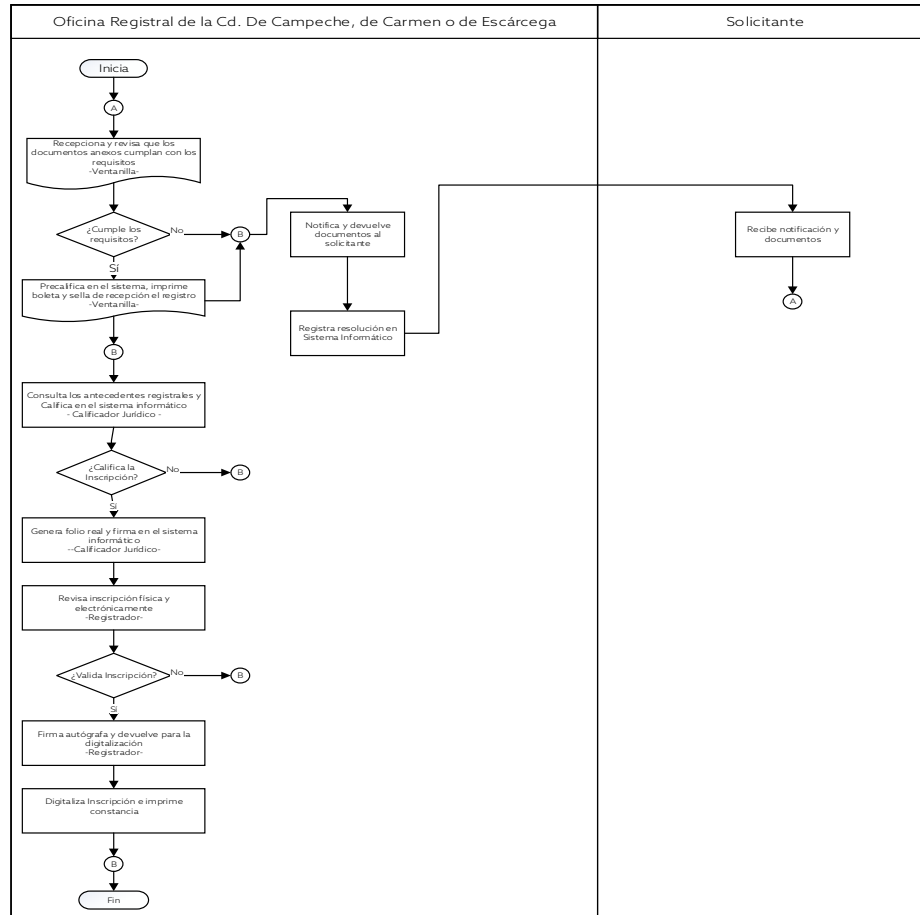 Oficina Registral de la Cd. De Campeche, de Carmen o de Escárcega
Solicitante
Inicia
A
Recepciona y revisa que los
documentos anexos cumplan con los
requisitos
-Ventanilla-
¿Cumple los
requisitos?
No
B
Sí
Notifica y devuelve
documentos al
solicitante
Recibe notificación y
documentos
A
Precalifica en el sistema, imprime
boleta y sella de recepción el registro
-Ventanilla-
Registra resolución en
Sistema Informático
B
Consulta los antecedentes registrales y
Califica en el sistema informático
- Calificador Jurídico -
¿Califica la
Inscripción?
No
B
Sí
Genera folio real y firma en el sistema
informático
--Calificador Jurídico-
Revisa inscripción física y
electrónicamente
-Registrador-
¿Valida Inscripción?
No
B
Sí
Firma autógrafa y devuelve para la
digitalización
-Registrador-
Digitaliza Inscripción e imprime
constancia
B
Fin